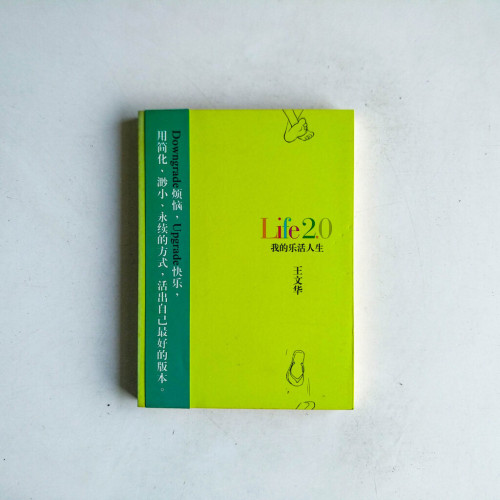 Downgrade烦恼，Upgrade快乐，
用简化·渺小·永续的方式，活出自己最好的版本。
Life 2.0
我的乐活人生
王文华